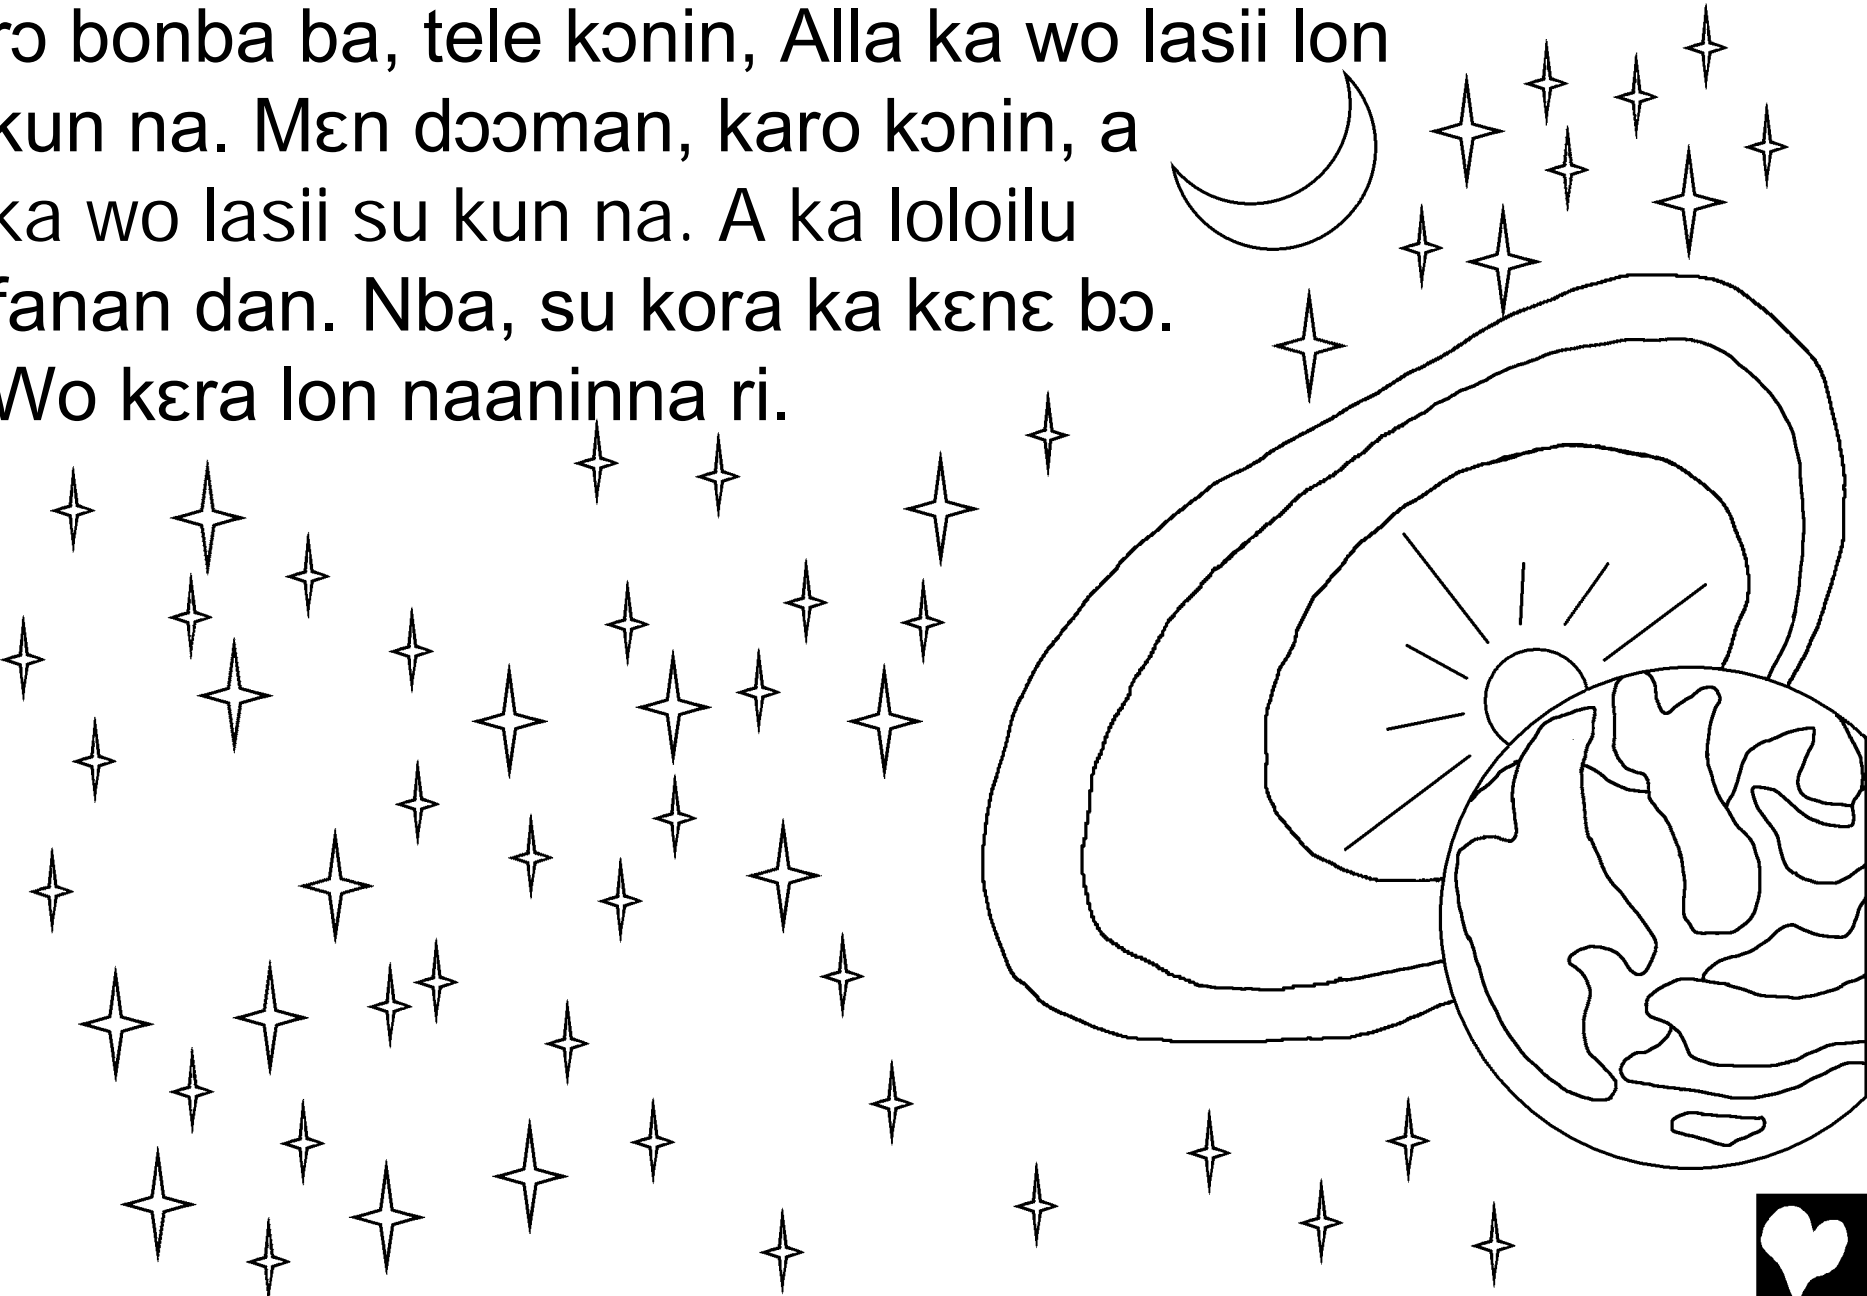 rɔ bonba ba, tele kɔnin, Alla ka wo lasii lon
kun na. Mɛn dɔɔman, karo kɔnin, a
ka wo lasii su kun na. A ka loloilu
fanan dan. Nba, su kora ka kɛnɛ bɔ.
Wo kɛra lon naaninna ri.